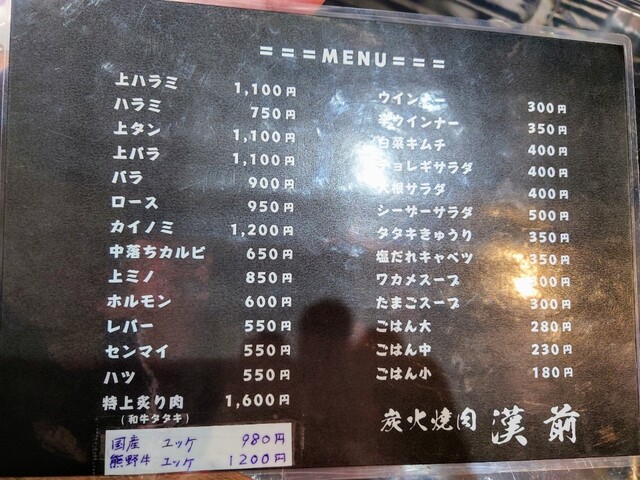 ===MENU===
上ハラミ 1,100円
ハラミ 750円
上タン 1,100円
上バラ 1,100円
バラ 900円
ロース 950円
カイノミ 1,200円
中落ちカルビ 650円
上ミノ 850円
ホルモン 600円
レバー 550円
センマイ 550円
ハツ 550円
特上炙り肉 1,600円
(和牛タタキ)
国産 ユッケ 980円
熊野牛 ユッケ 1200円
ウインナー 300円
辛ウインナー 350円
白菜キムチ 400円
チョレギサラダ 400円
大根サラダ 400円
シーザーサラダ 500円
タタキきゅうり 350円
塩だれキャベツ 350円
ワカメスープ
たまごスープ 300円
ごはん大 280円
ごはん中 230円
ごはん小 180円
炭火焼肉 漢前